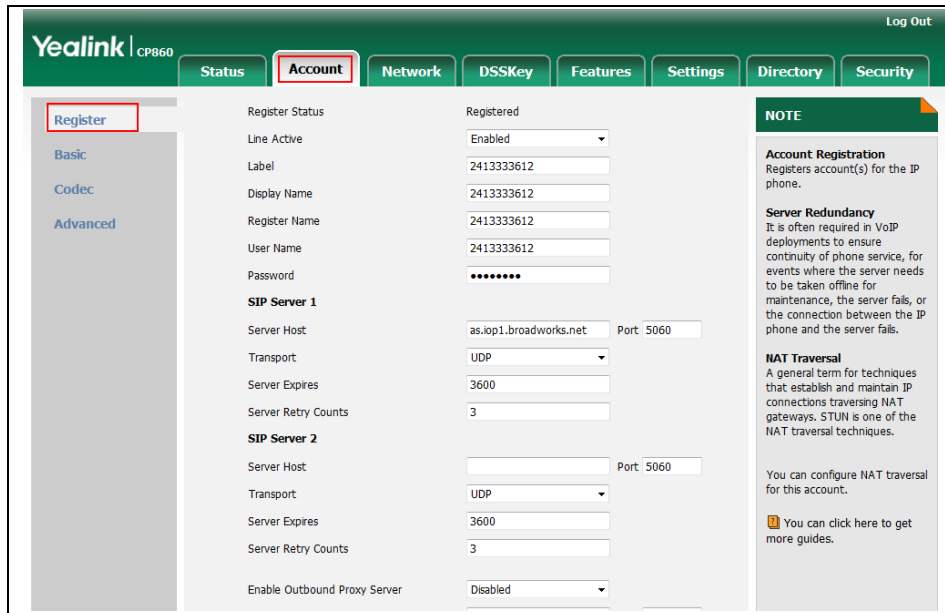 Log Out
Yealink CP860
Status Account Network DSSKey Features Settings Directory Security
Register
Basic
Codec
Advanced
Register Status Registered
Line Active Enabled
Label 2413333612
Display Name 2413333612
Register Name 2413333612
User Name 2413333612
Password ••••••••
SIP Server 1
Server Host as.iop1.broadworks.net Port 5060
Transport UDP
Server Expires 3600
Server Retry Counts 3
SIP Server 2
Server Host Port 5060
Transport UDP
Server Expires 3600
Server Retry Counts 3
Enable Outbound Proxy Server Disabled
NOTE
Account Registration
Registers account(s) for the IP
phone.
Server Redundancy
It is often required in VoIP
deployments to ensure
continuity of phone service, for
events where the server needs
to be taken offline for
maintenance, the server fails, or
the connection between the IP
phone and the server fails.
NAT Traversal
A general term for techniques
that establish and maintain IP
connections traversing NAT
gateways. STUN is one of the
NAT traversal techniques.
You can configure NAT traversal
for this account.
? You can click here to get
more guides.